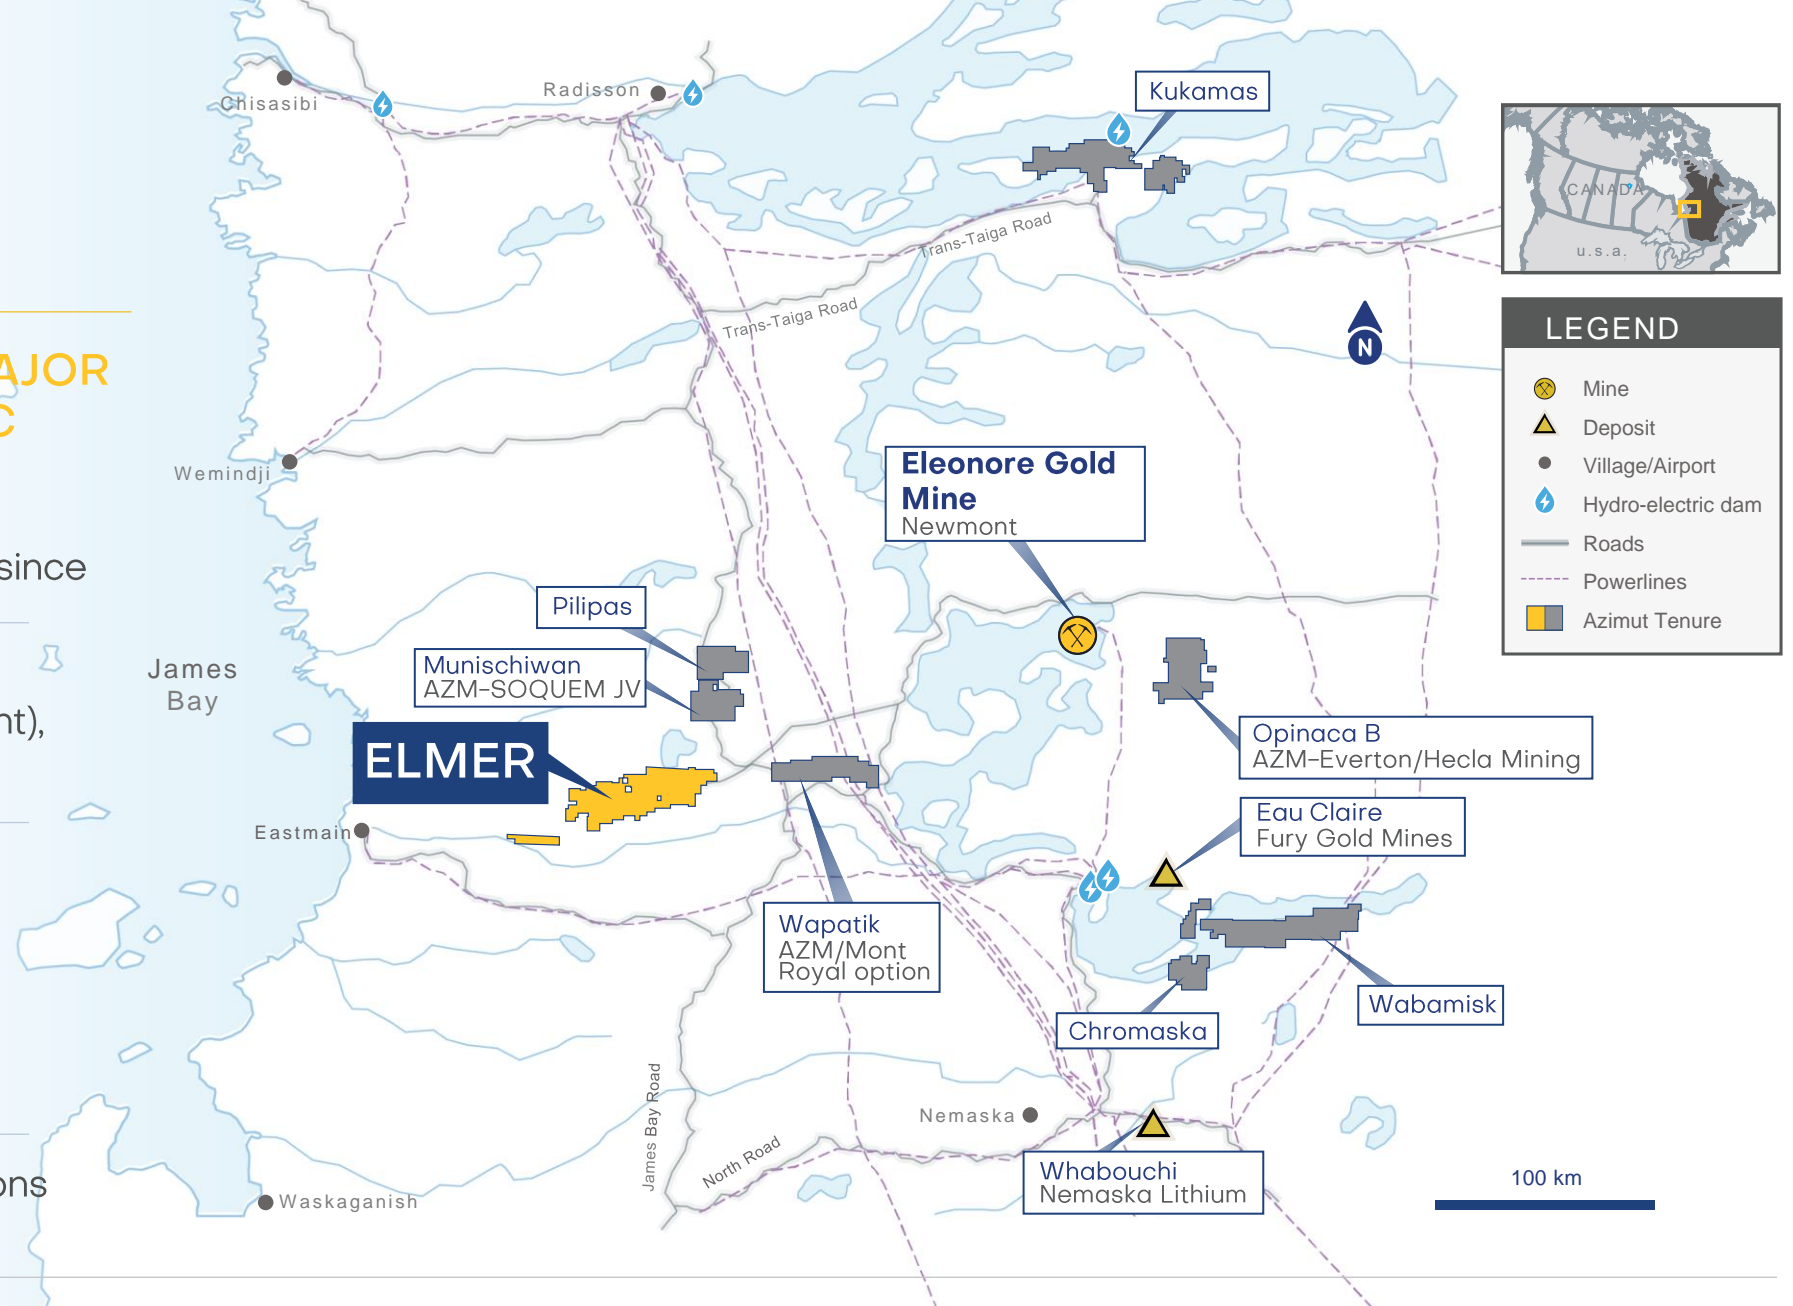 AJOR
C
since
nt),
ons
Chisasibi
Radisson
Kukamas
Trans-Taiga Road
Trans-Taiga Road
CANADA
u.s.a.
N
LEGEND
Mine
Deposit
Village/Airport
Hydro-electric dam
Roads
Powerlines
Azimut Tenure
Wemindji
Eleonore Gold
Mine
Newmont
Pilipas
Munischiwan
AZM-SOQUEM JV
James
Bay
ELMER
Opinaca B
AZM-Everton/Hecla Mining
Eau Claire
Fury Gold Mines
Eastmain
Wapatik
AZM/Mont
Royal option
Wabamisk
Chromaska
James Bay Road
North Road
Nemaska
Whabouchi
Nemaska Lithium
Waskaganish
100 km